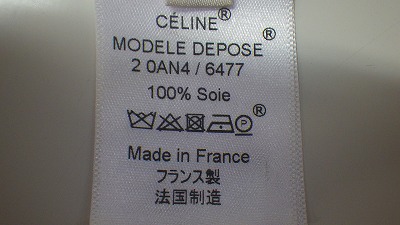 CÉLINE®
MODELE DEPOSE®
2 0AN4 / 6477
100% Soie
P ®
Made in France
フランス製
法国制造